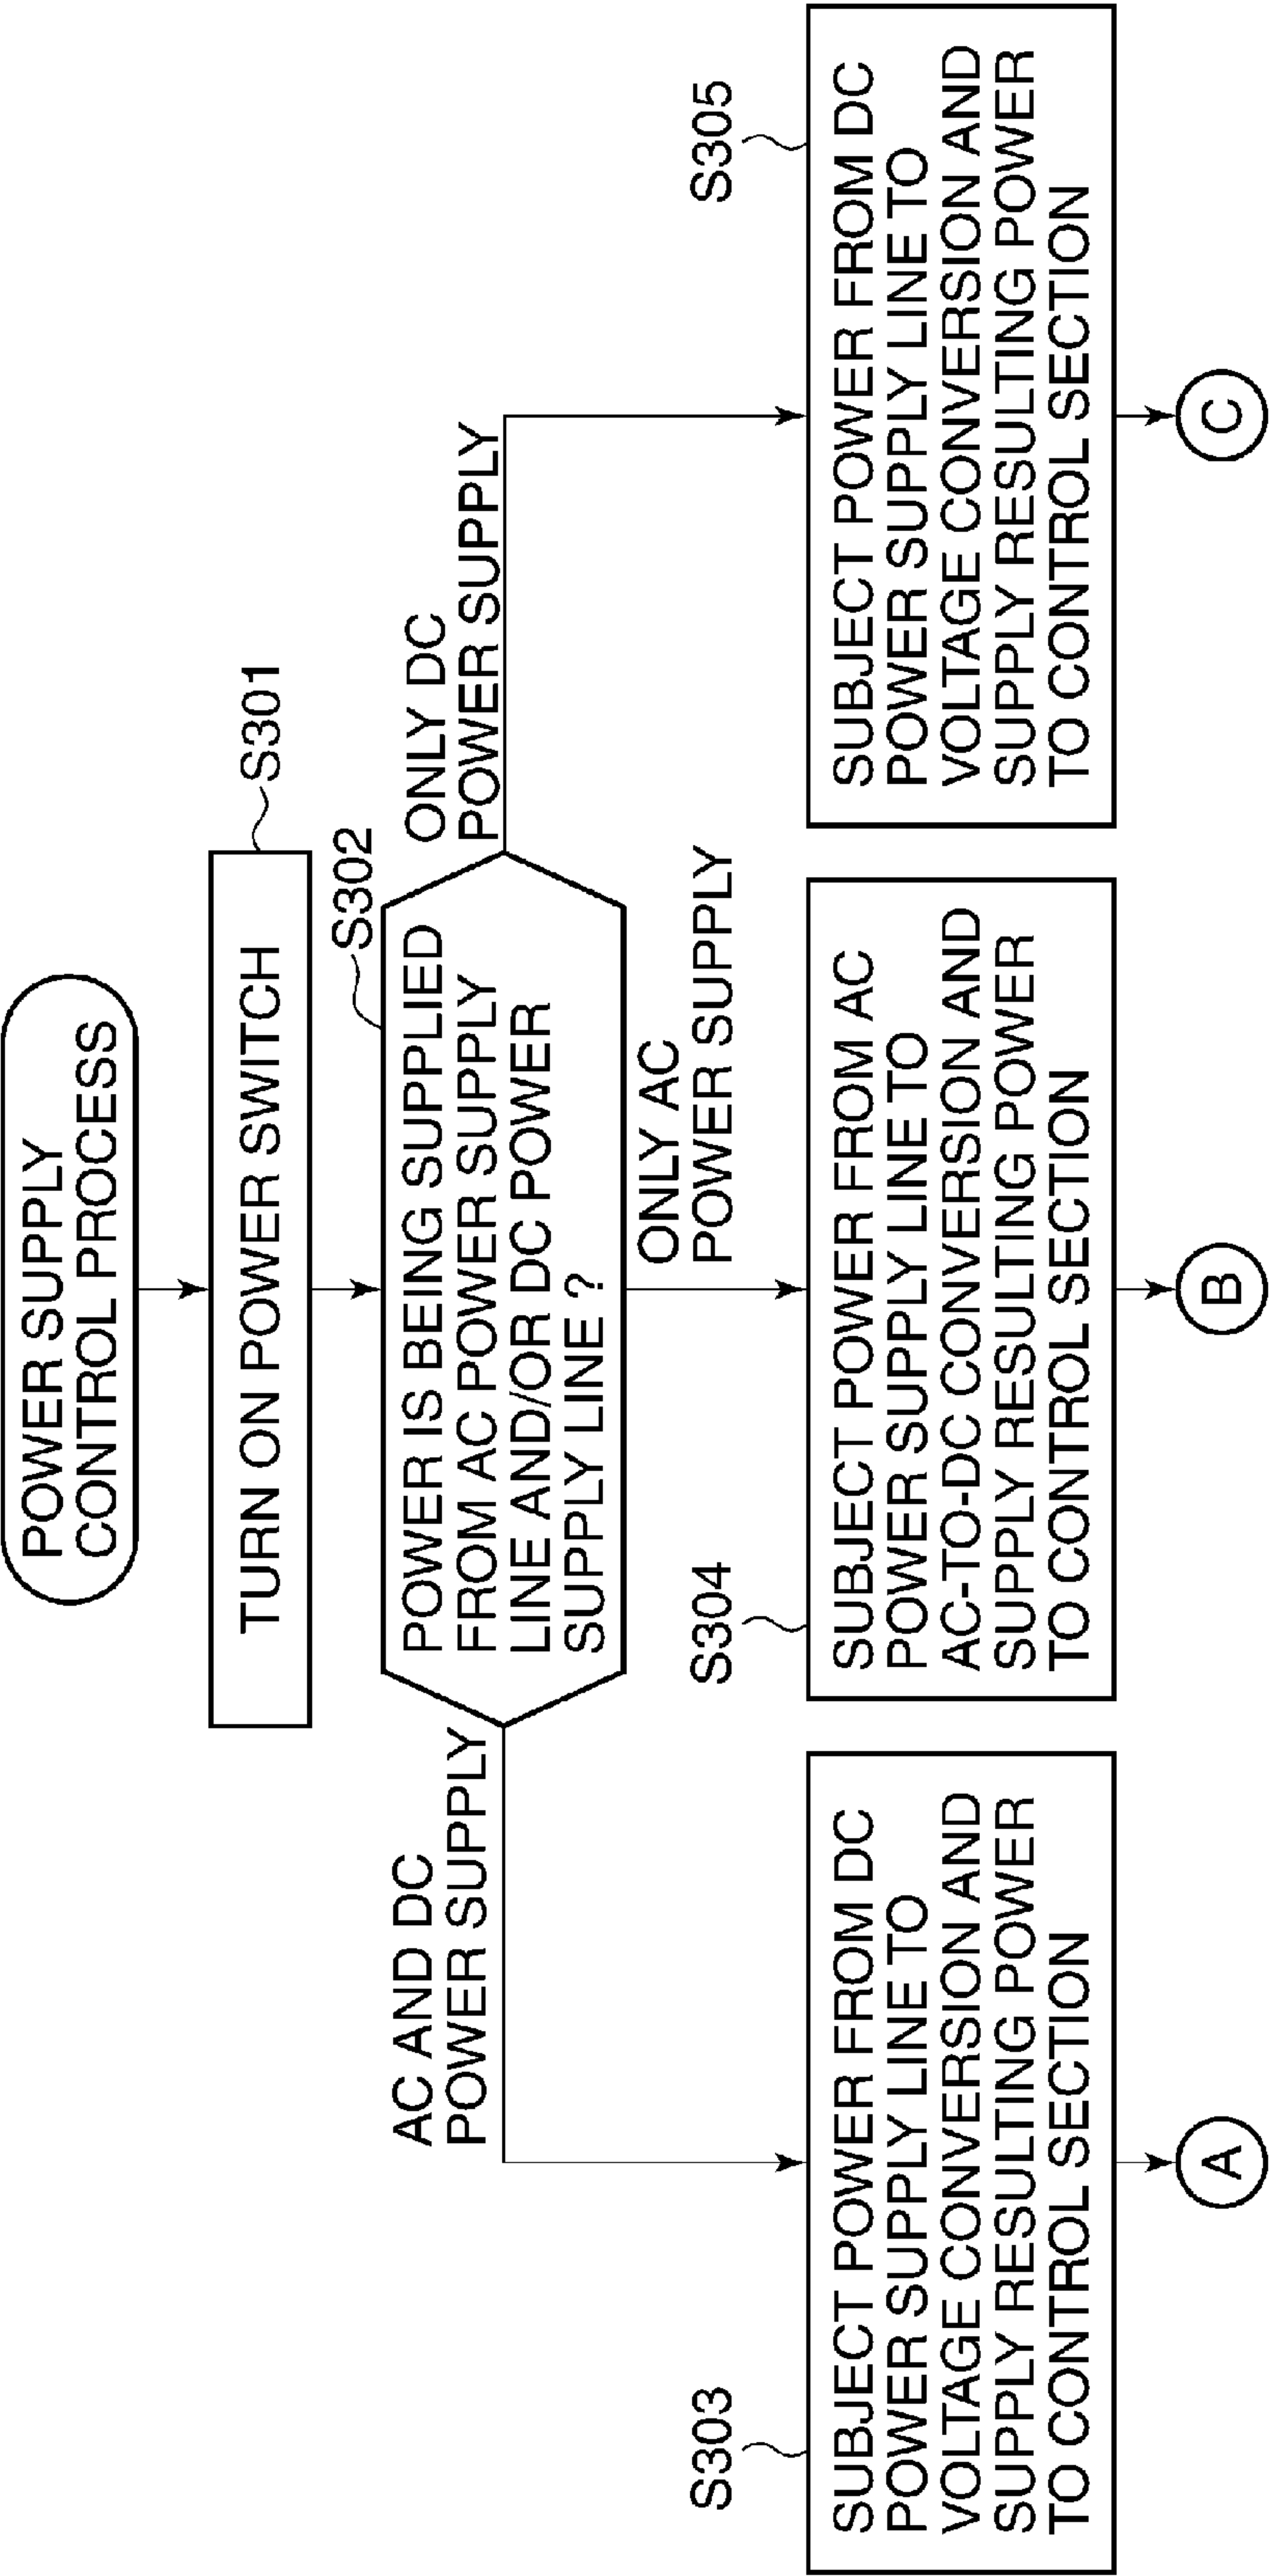 POWER SUPPLY
CONTROL PROCESS
TURN ON POWER SWITCH
S301
S302
POWER IS BEING SUPPLIED
FROM AC POWER SUPPLY
LINE AND/OR DC POWER
SUPPLY LINE ?
AC AND DC
POWER SUPPLY
ONLY AC
POWER SUPPLY
ONLY DC
POWER SUPPLY
S303
SUBJECT POWER FROM DC
POWER SUPPLY LINE TO
VOLTAGE CONVERSION AND
SUPPLY RESULTING POWER
TO CONTROL SECTION
A
S304
SUBJECT POWER FROM AC
POWER SUPPLY LINE TO
AC-TO-DC CONVERSION AND
SUPPLY RESULTING POWER
TO CONTROL SECTION
B
S305
SUBJECT POWER FROM DC
POWER SUPPLY LINE TO
VOLTAGE CONVERSION AND
SUPPLY RESULTING POWER
TO CONTROL SECTION
C